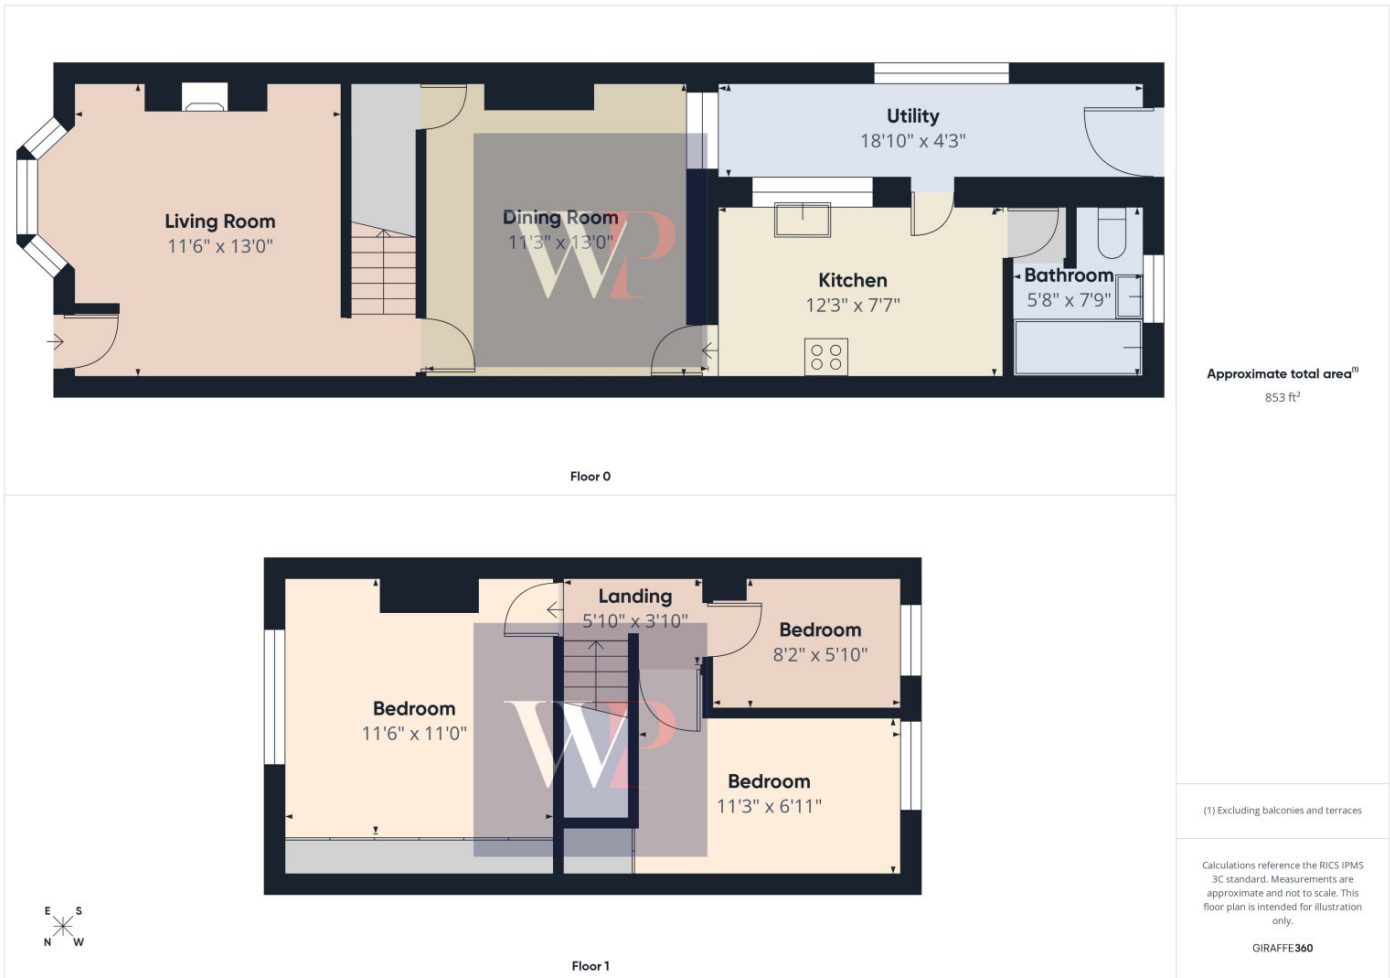 Utility
18'10" x 4'3"
Living Room
11'6" x 13'0"
Dining Room
11'3" x 13'0"
WP
Kitchen
12'3" x 7'7"
Bathroom
5'8" x 7'9"
Floor 0
Approximate total area(1)
853 ft²
Landing
5'10" x 3'10"
Bedroom
8'2" x 5'10"
Bedroom
11'6" x 11'0"
WP
Bedroom
11'3" x 6'11"
E S
N W
Floor 1
(1) Excluding balconies and terraces
Calculations reference the RICS IPMS
3C standard. Measurements are
approximate and not to scale. This
floor plan is intended for illustration
only.
GIRAFFE360